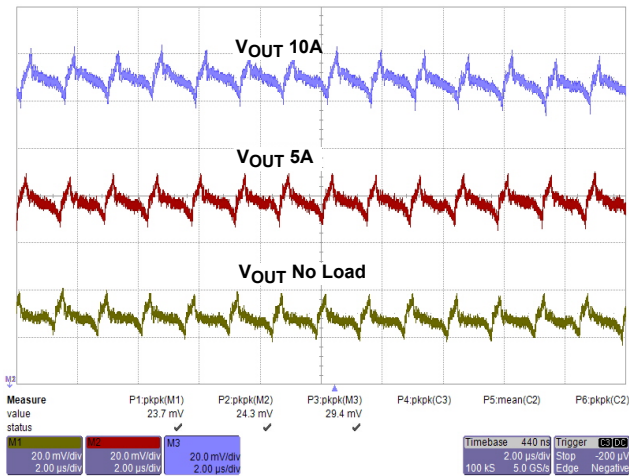 VOUT 10A
VOUT 5A
VOUT No Load
M2
Measure P1:pkpk(M1) P2:pkpk(M2) P3:pkpk(M3) P4:pkpk(C3) P5:mean(C2) P6:pkpk(C2)
value 23.7 mV 24.3 mV 29.4 mV
status ✓ ✓ ✓
M1 M2 M3 Timebase 440 ns Trigger C3 DC
20.0 mV/div 20.0 mV/div 20.0 mV/div 2.00 µs/div Stop -200 µV
2.00 µs/div 2.00 µs/div 2.00 µs/div 100 kS 5.0 GS/s Edge Negative